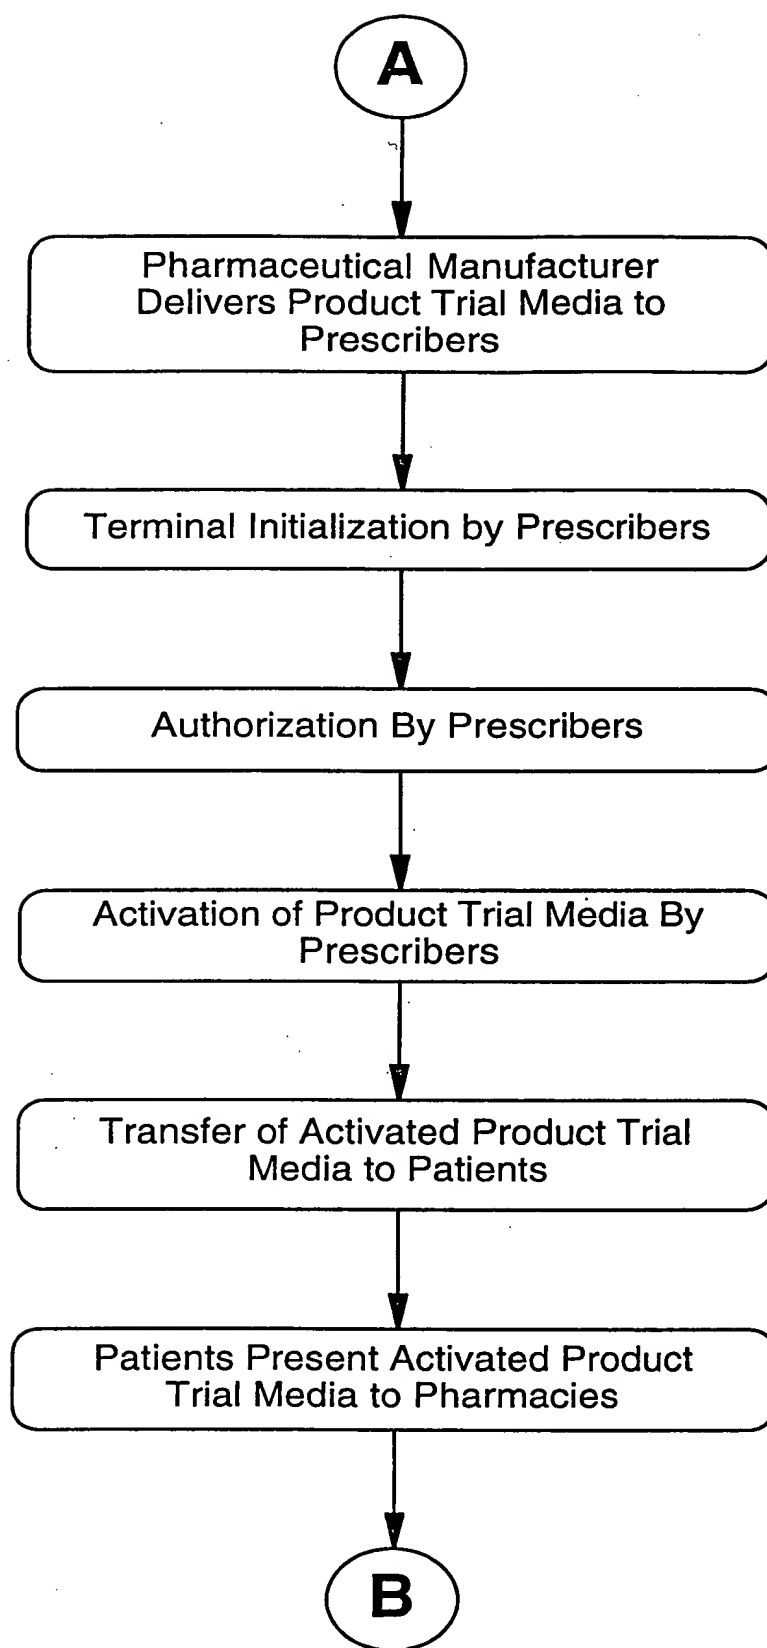 A
Pharmaceutical Manufacturer
Delivers Product Trial Media to
Prescribers
Terminal Initialization by Prescribers
Authorization By Prescribers
Activation of Product Trial Media By
Prescribers
Transfer of Activated Product Trial
Media to Patients
Patients Present Activated Product
Trial Media to Pharmacies
B